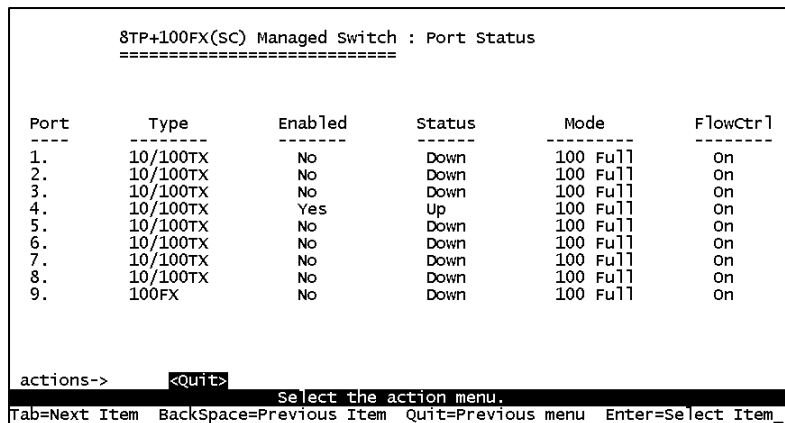 8TP+100FX(SC) Managed Switch : Port Status
=============================
Port Type Enabled Status Mode FlowCtrl
---- -------- ------- ------ --------- --------
1. 10/100TX No Down 100 Full On
2. 10/100TX No Down 100 Full On
3. 10/100TX No Down 100 Full On
4. 10/100TX Yes Up 100 Full On
5. 10/100TX No Down 100 Full On
6. 10/100TX No Down 100 Full On
7. 10/100TX No Down 100 Full On
8. 10/100TX No Down 100 Full On
9. 100FX No Down 100 Full On
actions-> <Quit>
Select the action menu.
Tab=Next Item BackSpace=Previous Item Quit=Previous menu Enter=Select Item_